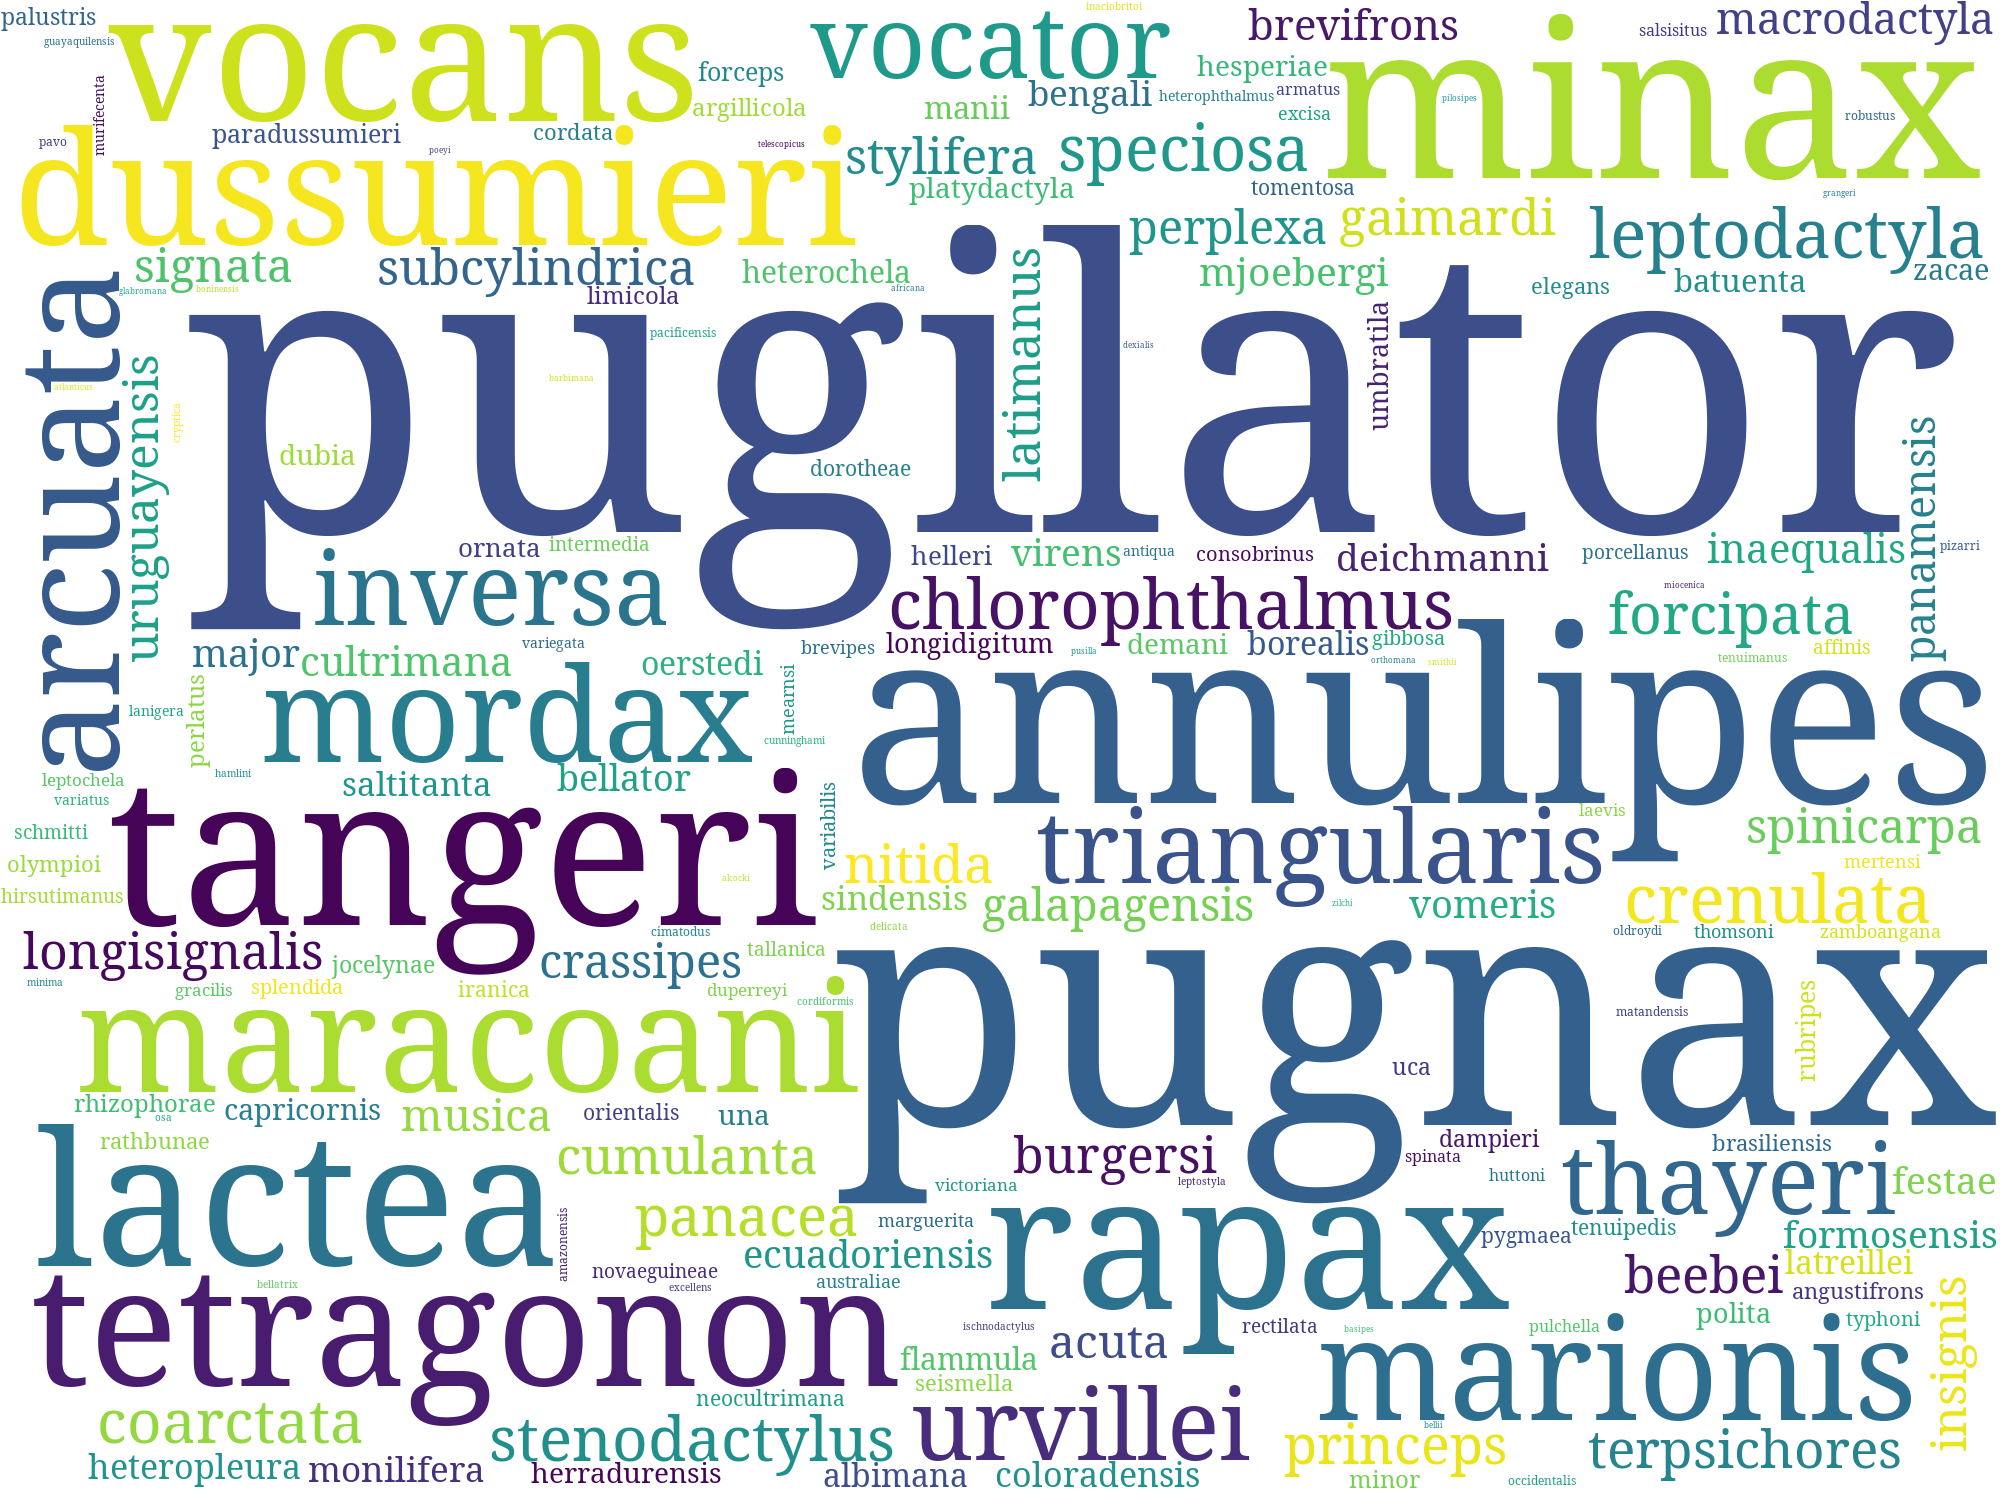 palustris
vocans
vocator
inaciobritoi
brevifrons
minax
salsisitus
macrodactyla
guayaquilensis
forceps
hesperiae
murifecenta
argillicola
manii
bengali
heterophthalmus
armatus
pilosipes
excisa
robustus
pavo
dussumieri
paradussumieri
cordata
poeyi
telescopicus
stylifera
speciosa
platydactyla
tomentosa
grangeri
perplexa
gaimardi
leptodactyla
signata
subcylindrica
heterochela
latimanus
mjoebergi
batuenta
zacae
glabromana
boninensis
limicola
africana
elegans
arcuata
pugilator
pacificensis
dexialis
umbratila
uruguayensis
atlanticus
harbimana
cryptica
dubia
dorotheae
panamensis
ornata
intermedia
helleri
virens
antiqua
consobrinus
deichmanni
porcellanus
inaequalis
pizarri
inversa
chlorophthalmus
miocenica
forcipata
major
cultrimana
variegata
oerstedi
brevipes
longidigitum
pusilla
demani
borealis
gibbosa
orthomana
smithii
tenuimanus
affinis
annulipes
perlatus
lanigera
mordax
mearnsi
cunninghami
hamlini
leptochela
variatus
saltitanta
bellator
tangeri
variabilis
schmitti
olympioi
hirsutimanus
akocki
nitida
triangularis
laevis
spinicarpa
mertensi
sindensis
galapagensis
zilchi
vomeris
crenulata
delicata
oldroydi
thomsoni
zamboangana
longisignalis
jocelynae
cimatodus
crassipes
tallanica
pugnax
minima
gracilis
splendida
iranica
duperreyi
cordiformis
matandensis
rubripes
maracoani
uca
rhizophorae
osa
capricornis
musica
orientalis
una
rathbunae
lactea
cumulanta
burgersi
dampieri
spinata
brasiliensis
thayeri
festae
victoriana
leptostyla
huttoni
amazonensis
panacea
marguerita
rapax
pygmaea
tenuipedis
formosensis
ecuadoriensis
novaeguineae
excellens
australiae
bellatrix
tetragonon
beebei
latreillei
angustifrons
insignis
ischnodactylus
acuta
rectilata
basipes
pulchella
polita
typhoni
marionis
flammula
seismella
neocultrimana
coarctata
stenodactylus
urvillei
bellii
princeps
terpsichores
heteropleura
monilifera
herradurensis
albimana
coloradensis
minor
occidentalis